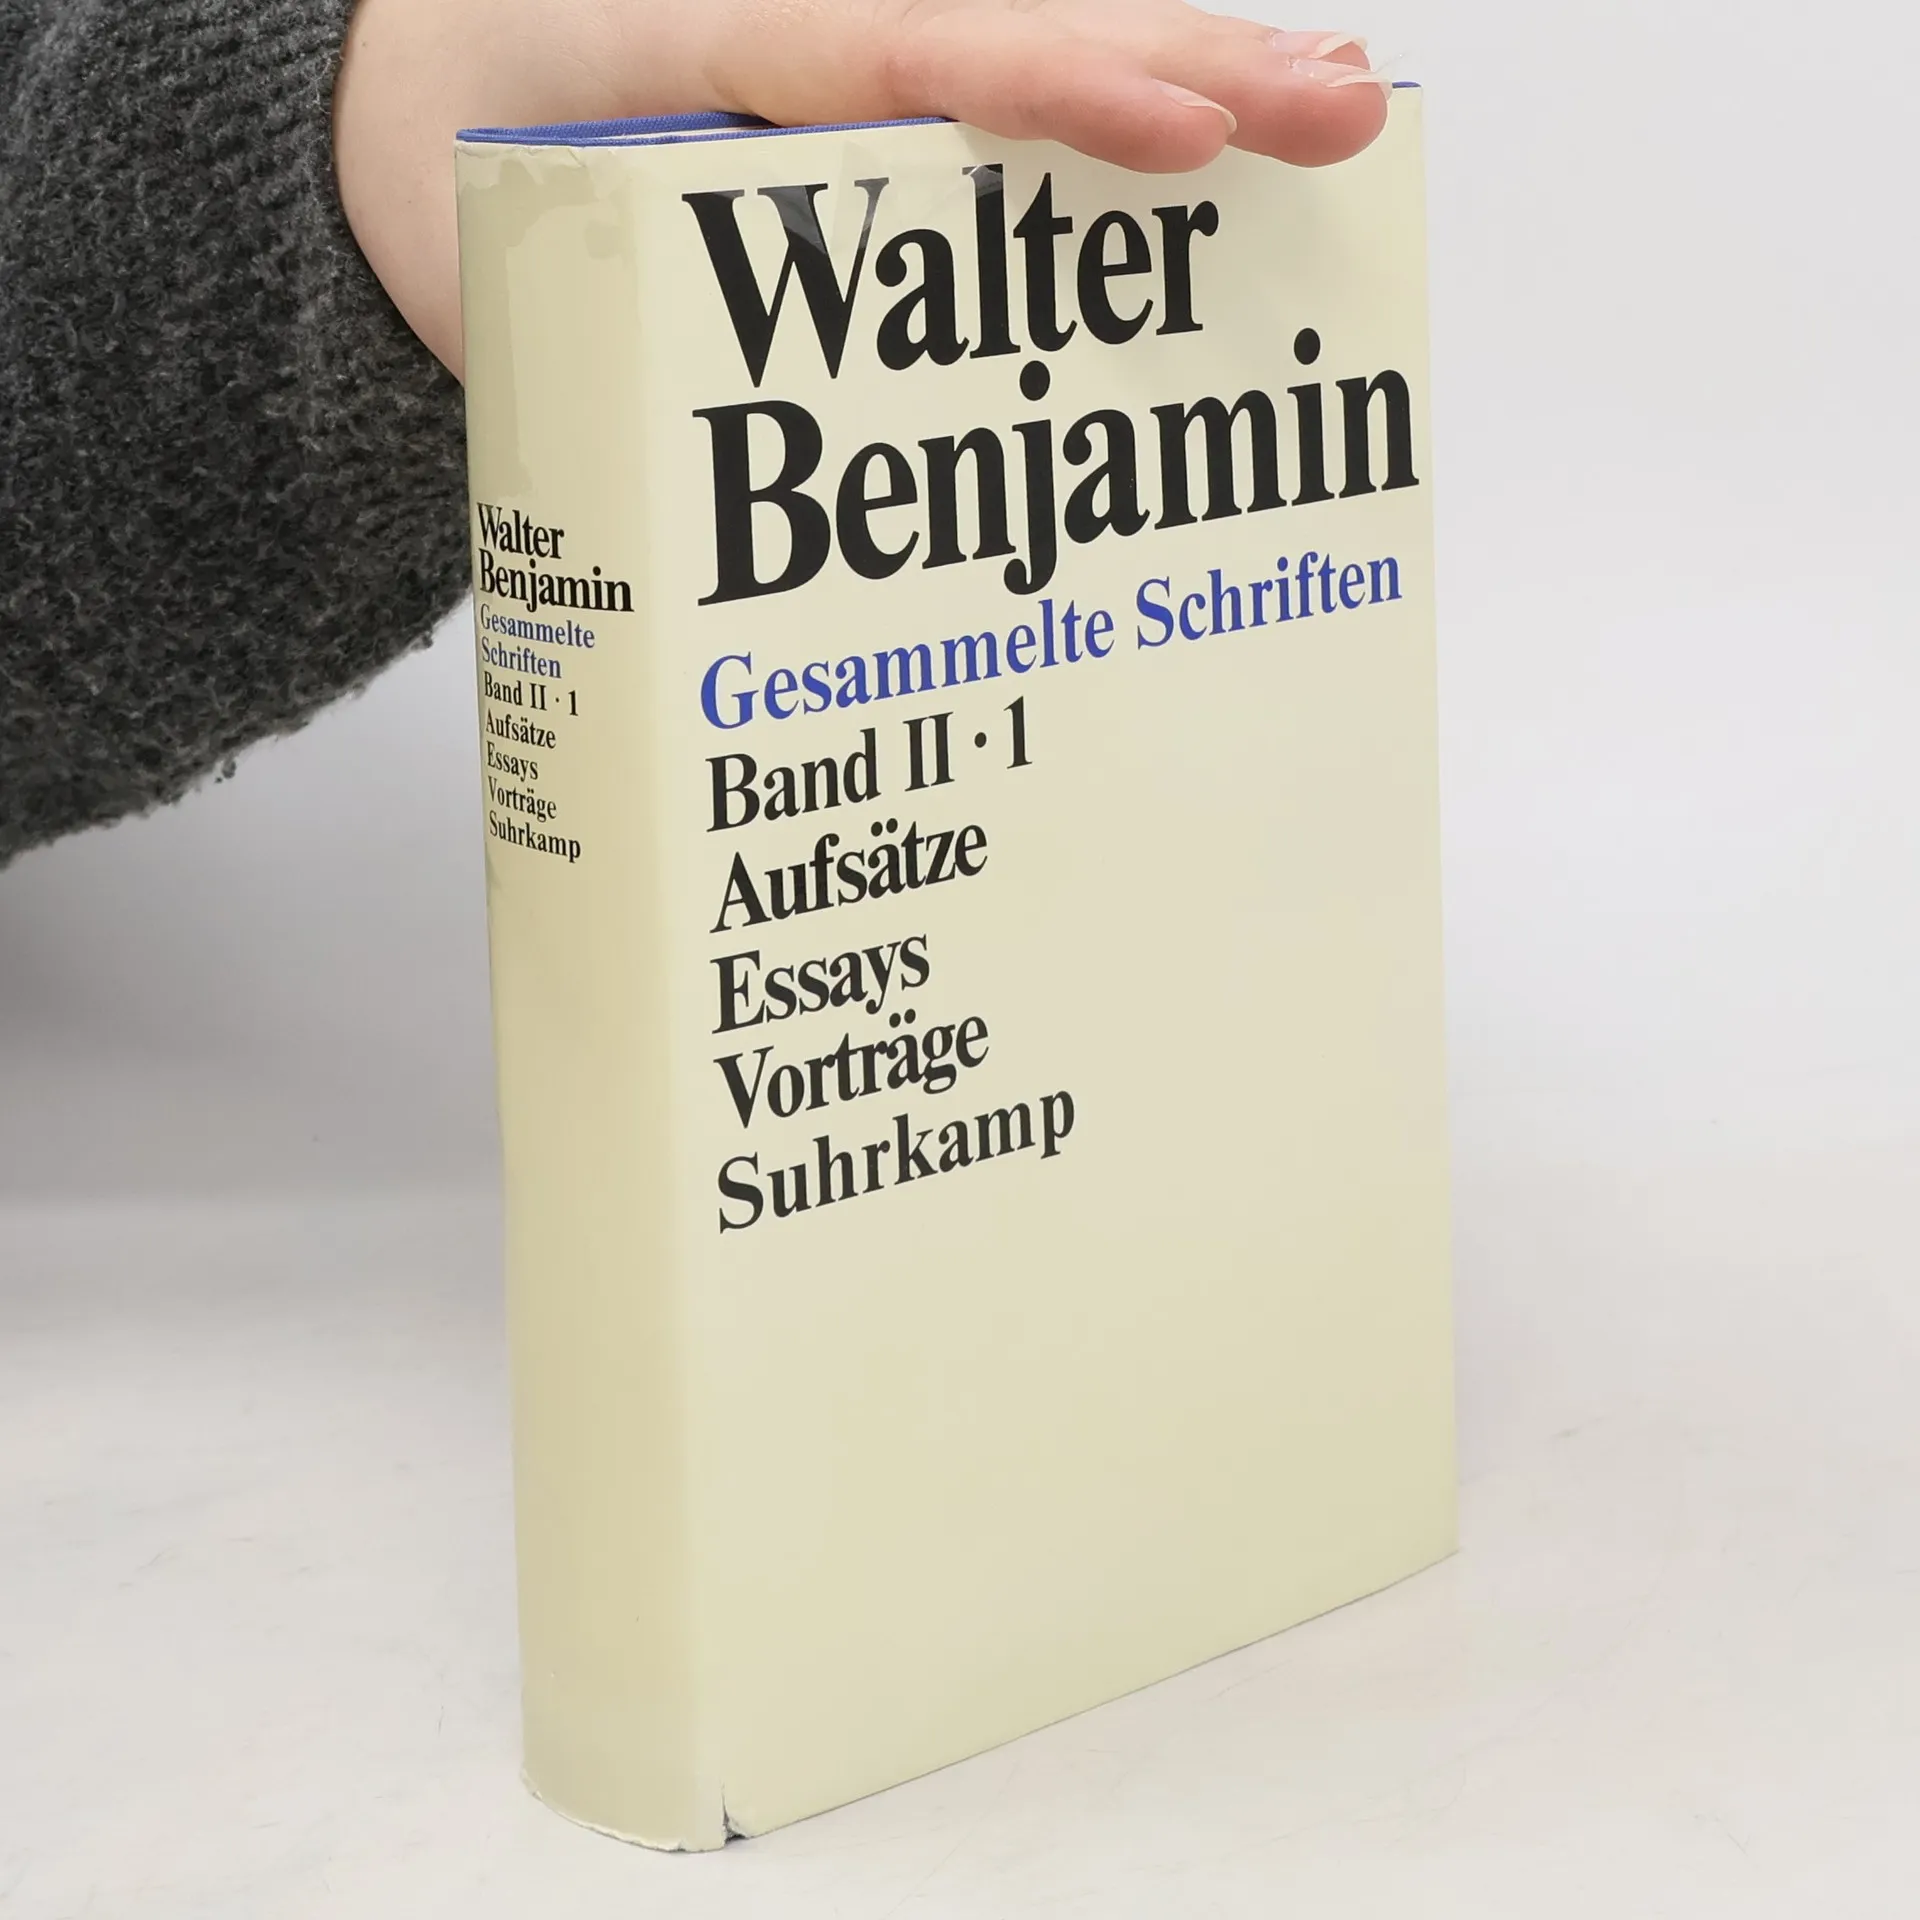 Walter
Benjamin
Gesammelte
Schriften
Band II · 1
Aufsätze
Essays
Vorträge
Suhrkamp
Walter
Benjamin
Gesammelte Schriften
Band II · 1
Aufsätze
Essays
Vorträge
Suhrkamp